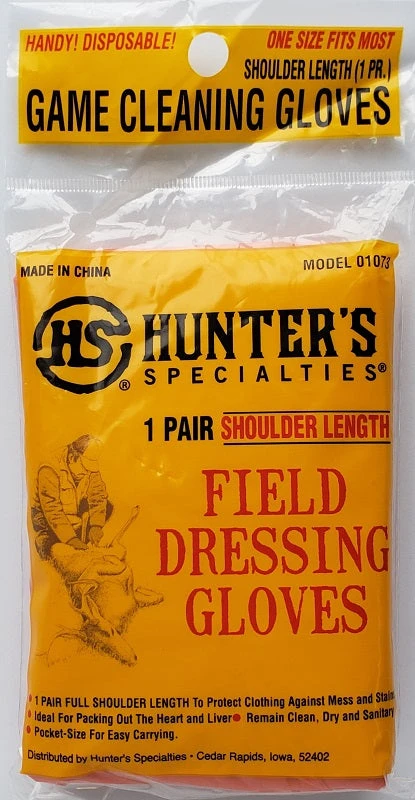 HANDY! DISPOSABLE! ONE SIZE FITS MOST
SHOULDER LENGTH (1 PR.)
GAME CLEANING GLOVES
MADE IN CHINA MODEL 01073
HS HUNTER'S
® SPECIALTIES®
1 PAIR SHOULDER LENGTH
FIELD
DRESSING
GLOVES
• 1 PAIR FULL SHOULDER LENGTH To Protect Clothing Against Mess and Stain
• Ideal For Packing Out The Heart and Liver • Remain Clean, Dry and Sanitary
• Pocket-Size For Easy Carrying.
Distributed by Hunter's Specialties • Cedar Rapids, Iowa, 52402